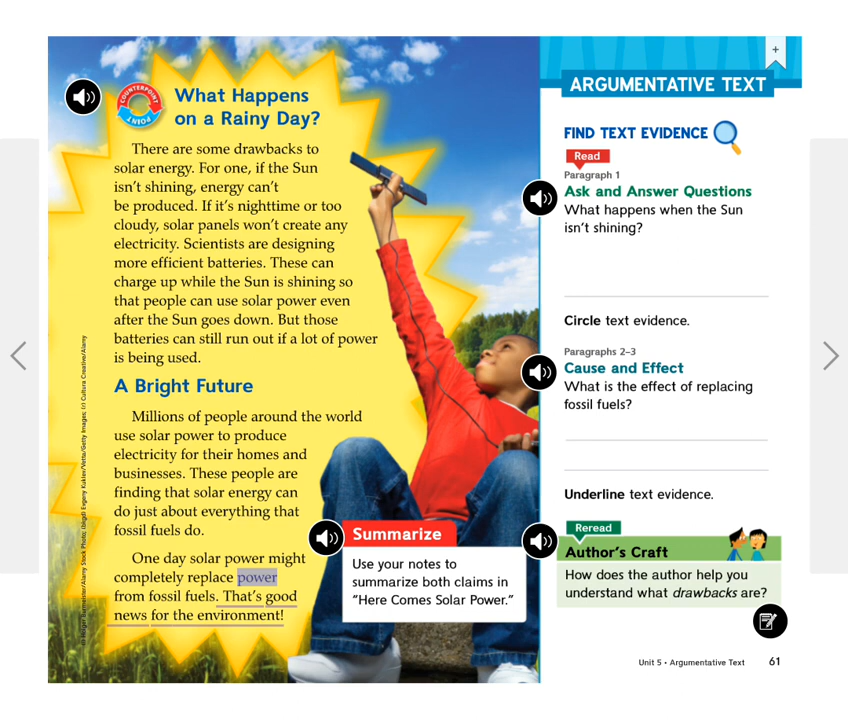 COUNTERPOINT
POINT
What Happens
on a Rainy Day?
There are some drawbacks to
solar energy. For one, if the Sun
isn't shining, energy can't
be produced. If it's nighttime or too
cloudy, solar panels won't create any
electricity. Scientists are designing
more efficient batteries. These can
charge up while the Sun is shining so
that people can use solar power even
after the Sun goes down. But those
batteries can still run out if a lot of power
is being used.
A Bright Future
Millions of people around the world
use solar power to produce
electricity for their homes and
businesses. These people are
finding that solar energy can
do just about everything that
fossil fuels do.
One day solar power might
completely replace power
from fossil fuels. That's good
news for the environment!
Summarize
Use your notes to
summarize both claims in
"Here Comes Solar Power."
+
ARGUMENTATIVE TEXT
FIND TEXT EVIDENCE
Read
Paragraph 1
Ask and Answer Questions
What happens when the Sun
isn't shining?
Circle text evidence.
Paragraphs 2–3
Cause and Effect
What is the effect of replacing
fossil fuels?
Underline text evidence.
Reread
Author's Craft
How does the author help you
understand what drawbacks are?
Unit 5 • Argumentative Text 61